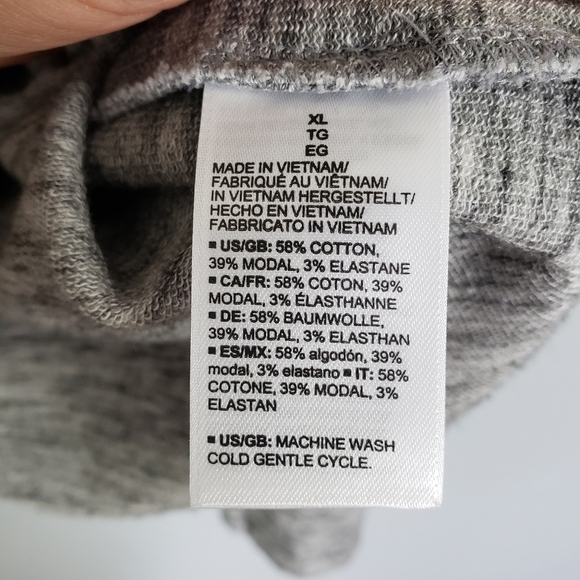 XL
TG
EG
MADE IN VIETNAM/
FABRIQUÉ AU VIÊTNAM/
IN VIETNAM HERGESTELLT/
HECHO EN VIETNAM/
FABBRICATO IN VIETNAM
▪ US/GB: 58% COTTON,
39% MODAL, 3% ELASTANE
▪ CA/FR: 58% COTON, 39%
MODAL, 3% ÉLASTHANNE
▪ DE: 58% BAUMWOLLE,
39% MODAL, 3% ELASTHAN
▪ ES/MX: 58% algodón, 39%
modal, 3% elastano ▪ IT: 58%
COTONE, 39% MODAL, 3%
ELASTAN
▪ US/GB: MACHINE WASH
COLD GENTLE CYCLE.